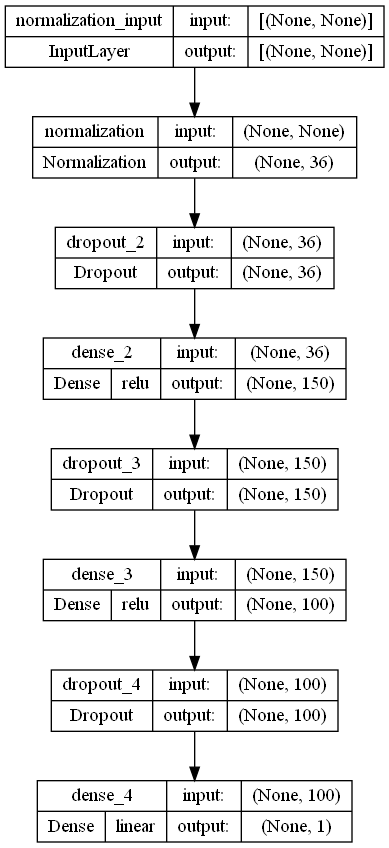 normalization_input input: [(None, None)]
InputLayer output: [(None, None)]
normalization input: (None, None)
Normalization output: (None, 36)
dropout_2 input: (None, 36)
Dropout output: (None, 36)
dense_2 input: (None, 36)
Dense relu output: (None, 150)
dropout_3 input: (None, 150)
Dropout output: (None, 150)
dense_3 input: (None, 150)
Dense relu output: (None, 100)
dropout_4 input: (None, 100)
Dropout output: (None, 100)
dense_4 input: (None, 100)
Dense linear output: (None, 1)